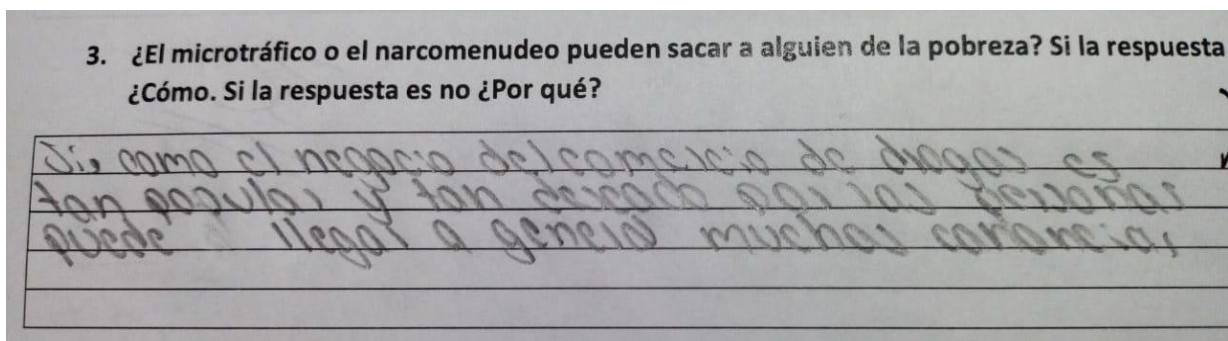 3. ¿El microtráfico o el narcomenudeo pueden sacar a alguien de la pobreza? Si la respuesta
¿Cómo. Si la respuesta es no ¿Por qué?
Si, como el negocio del comercio de drogas es
tan popular y tan deseado por las personas
puede llegar a generar muchas